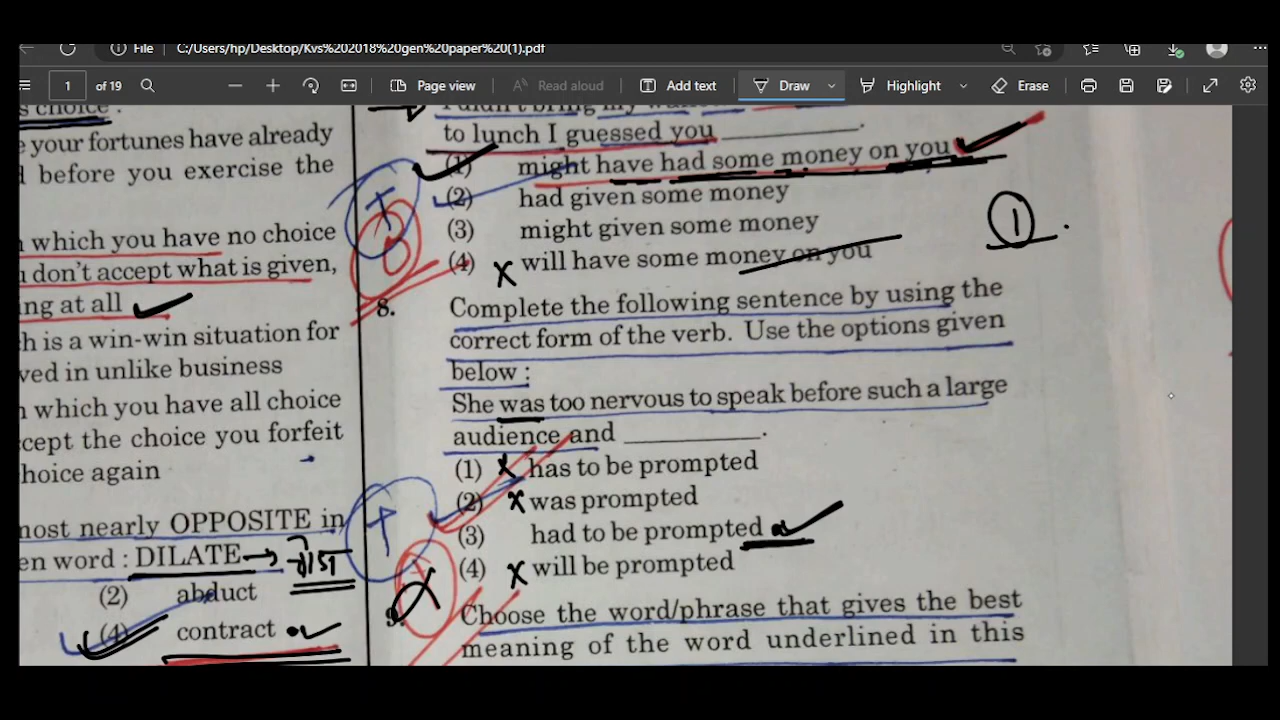 File C:/Users/hp/Desktop/Kvs%202018%20gen%20paper%20(1).pdf
1 of 19 Page view Read aloud Add text Draw Highlight Erase
s choice .
e your fortunes have already
before you exercise the
which you have no choice
don't accept what is given,
ng at all
h is a win-win situation for
ved in unlike business
which you have all choice
cept the choice you forfeit
hoice again
most nearly OPPOSITE in
en word : DILATE
(2) abduct
(4) contract
I didn't bring my
to lunch I guessed you ____________.
(1) might have had some money on you
(2) had given some money
(3) might given some money
(4) will have some money on you
1
8. Complete the following sentence by using the
correct form of the verb. Use the options given
below :
She was too nervous to speak before such a large
audience and ____________.
(1) has to be prompted
(2) was prompted
(3) had to be prompted
(4) will be prompted
9. Choose the word/phrase that gives the best
meaning of the word underlined in this